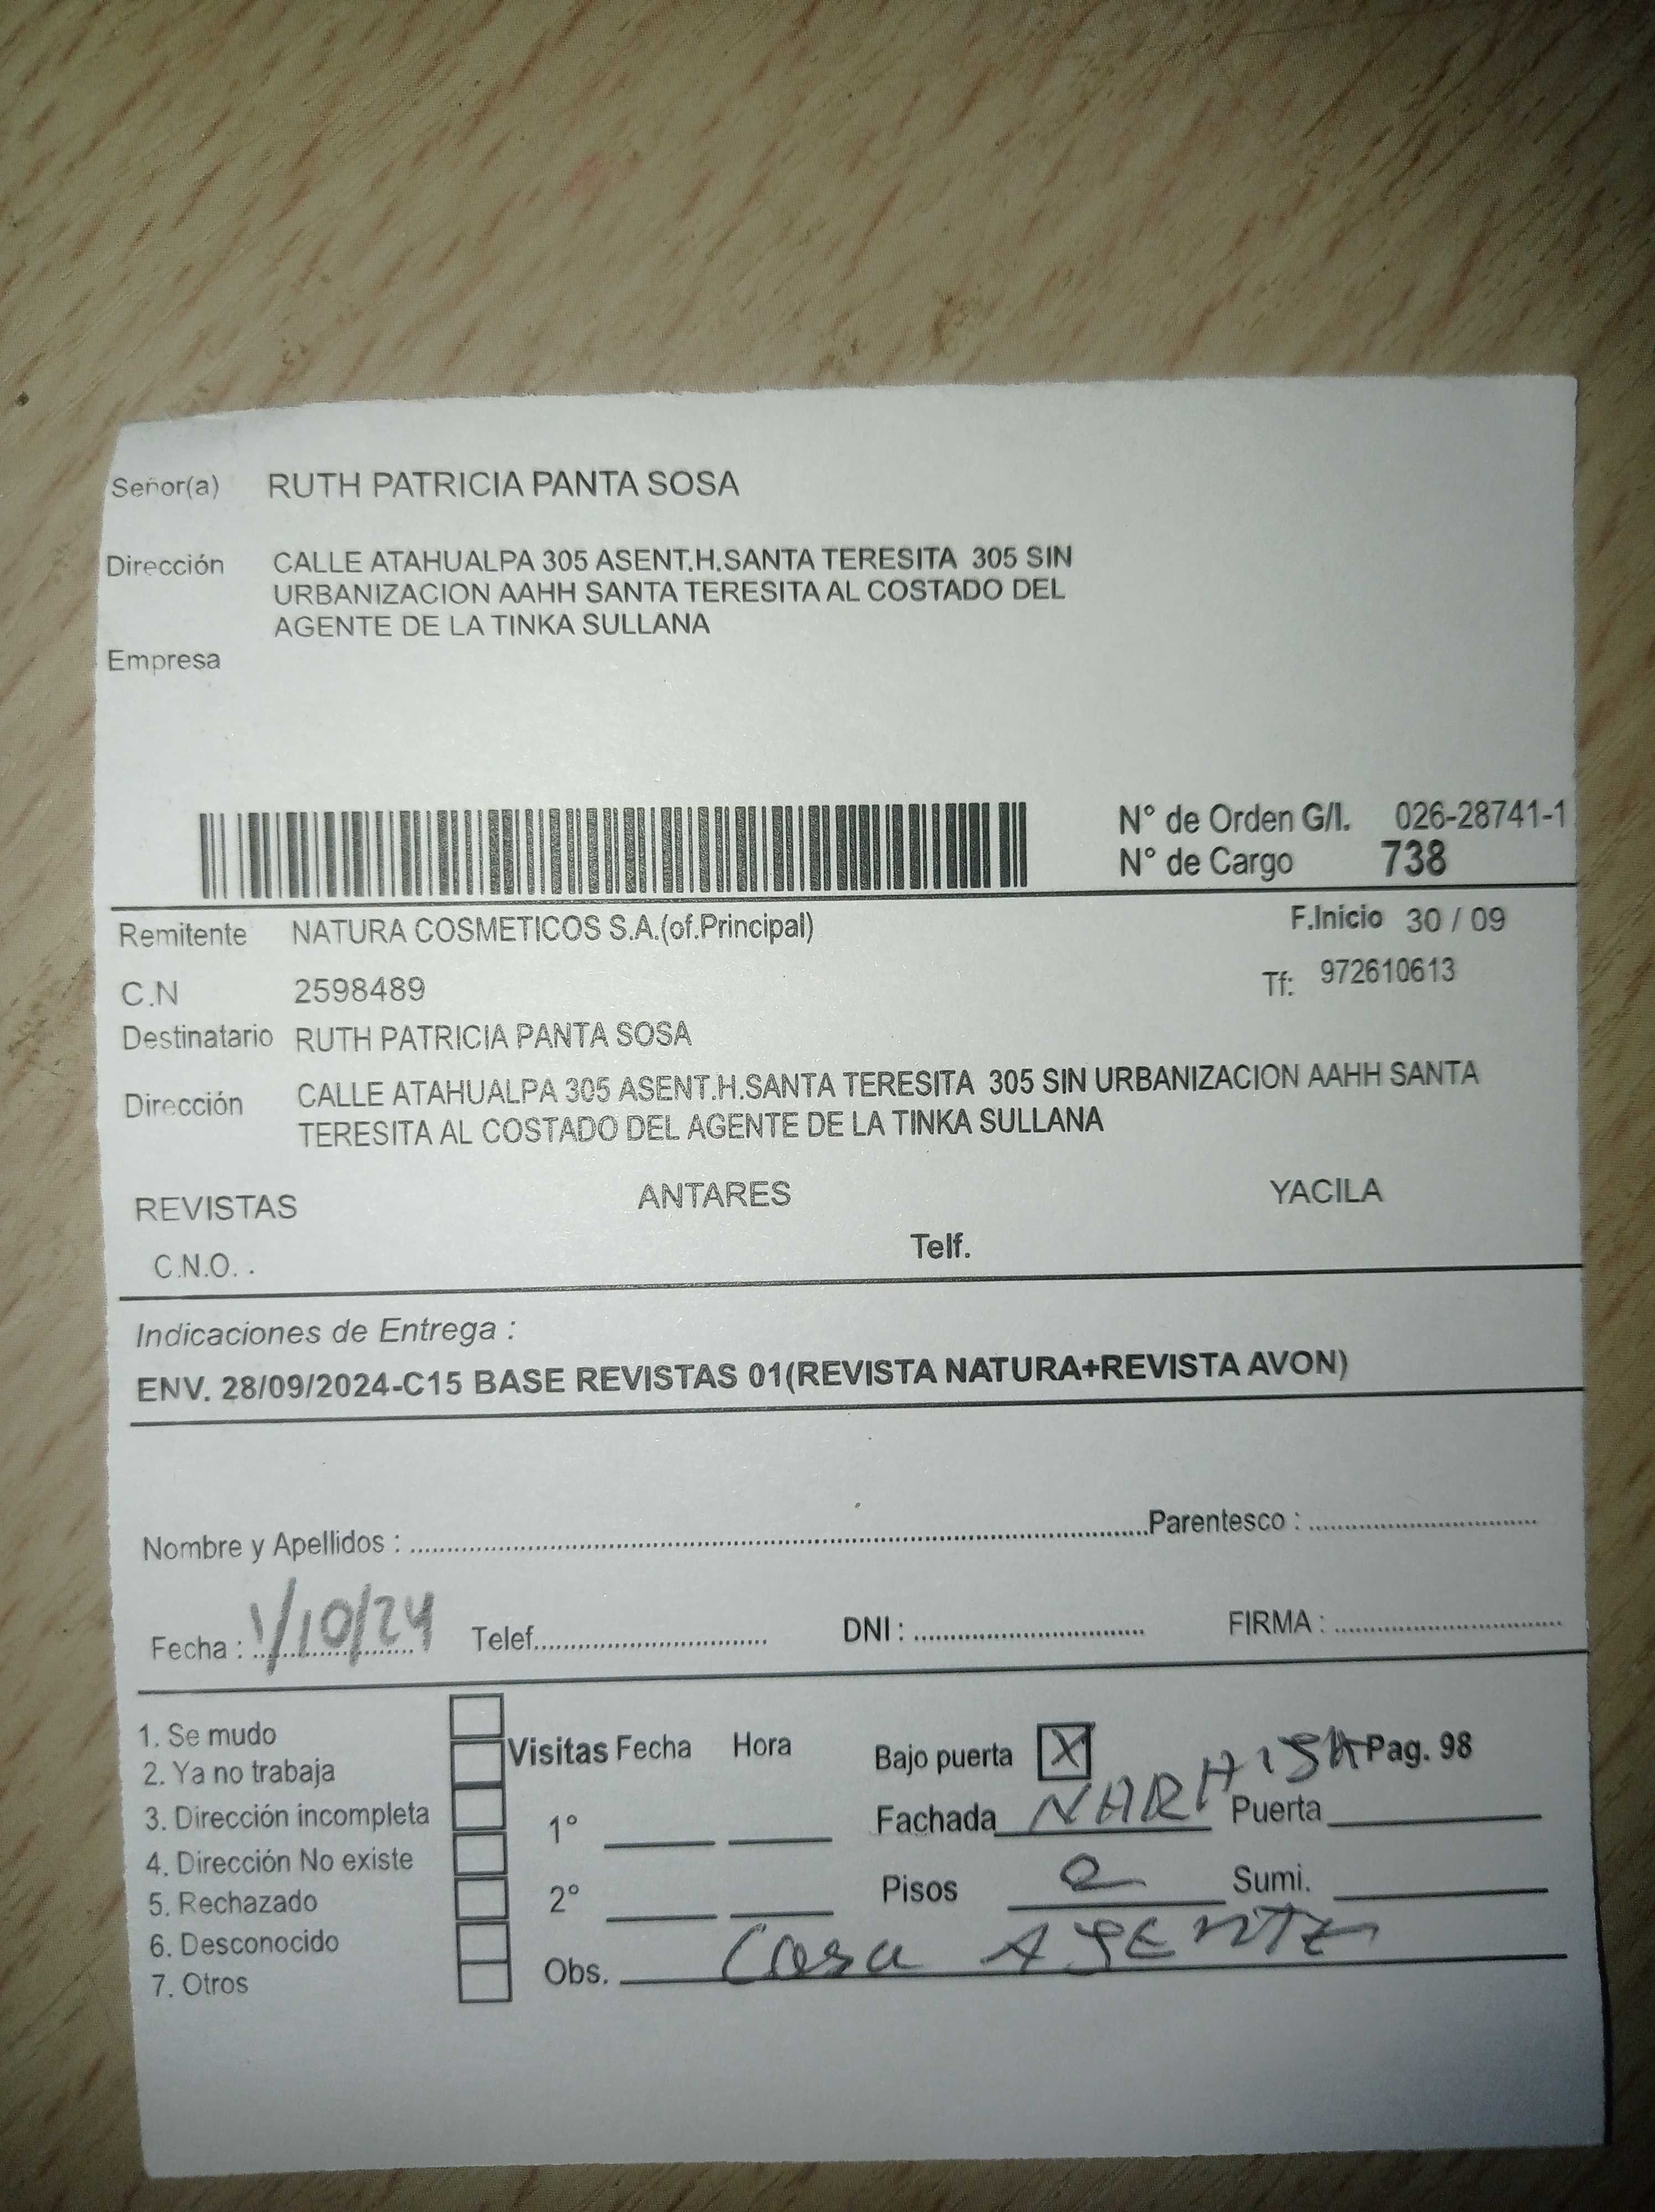 Señor(a) RUTH PATRICIA PANTA SOSA
Dirección CALLE ATAHUALPA 305 ASENT.H.SANTA TERESITA 305 SIN
URBANIZACION AAHH SANTA TERESITA AL COSTADO DEL
AGENTE DE LA TINKA SULLANA
Empresa
N° de Orden G/I. 026-28741-1
N° de Cargo 738
Remitente NATURA COSMETICOS S.A.(of.Principal) F.Inicio 30 / 09
C.N 2598489 Tf: 972610613
Destinatario RUTH PATRICIA PANTA SOSA
Dirección CALLE ATAHUALPA 305 ASENT.H.SANTA TERESITA 305 SIN URBANIZACION AAHH SANTA
TERESITA AL COSTADO DEL AGENTE DE LA TINKA SULLANA
REVISTAS ANTARES YACILA
C.N.O. . Telf.
Indicaciones de Entrega :
ENV. 28/09/2024-C15 BASE REVISTAS 01(REVISTA NATURA+REVISTA AVON)
Nombre y Apellidos : Parentesco :
Fecha : 1/10/24 Telef. DNI : FIRMA :
1. Se mudo
2. Ya no trabaja
3. Dirección incompleta
4. Dirección No existe
5. Rechazado
6. Desconocido
7. Otros
Visitas Fecha Hora
1°
2°
Bajo puerta X Pag. 98
Fachada Puerta
Pisos 2 Sumi.
Obs. Casa AGENTE